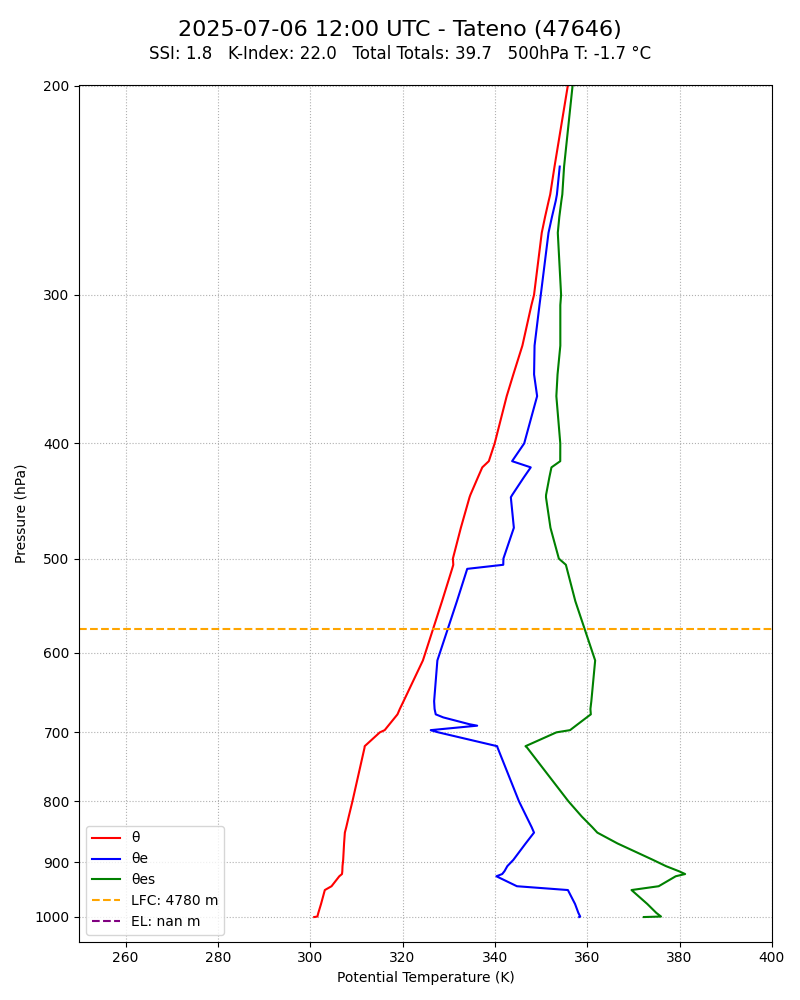 2025-07-06 12:00 UTC - Tateno (47646)
SSI: 1.8   K-Index: 22.0   Total Totals: 39.7   500hPa T: -1.7 °C
200
300
400
500
600
700
800
900
1000
Pressure (hPa)
θ
θe
θes
LFC: 4780 m
EL: nan m
260
280
300
320
340
360
380
400
Potential Temperature (K)